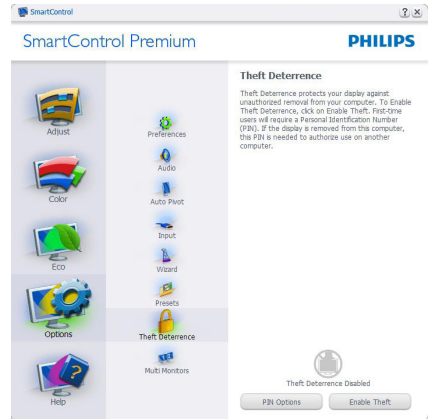 SmartControl
SmartControl Premium
PHILIPS
Adjust
Color
Eco
Options
Help
Preferences
Audio
Auto Pivot
Input
Wizard
Presets
Theft Deterrence
Multi Monitors
Theft Deterrence
Theft Deterrence protects your display against
unauthorized removal from your computer. To Enable
Theft Deterrence, click on Enable Theft. First-time
users will require a Personal Identification Number
(PIN). If the display is removed from this computer,
this PIN is needed to authorize use on another
computer.
Theft Deterrence Disabled
PIN Options
Enable Theft